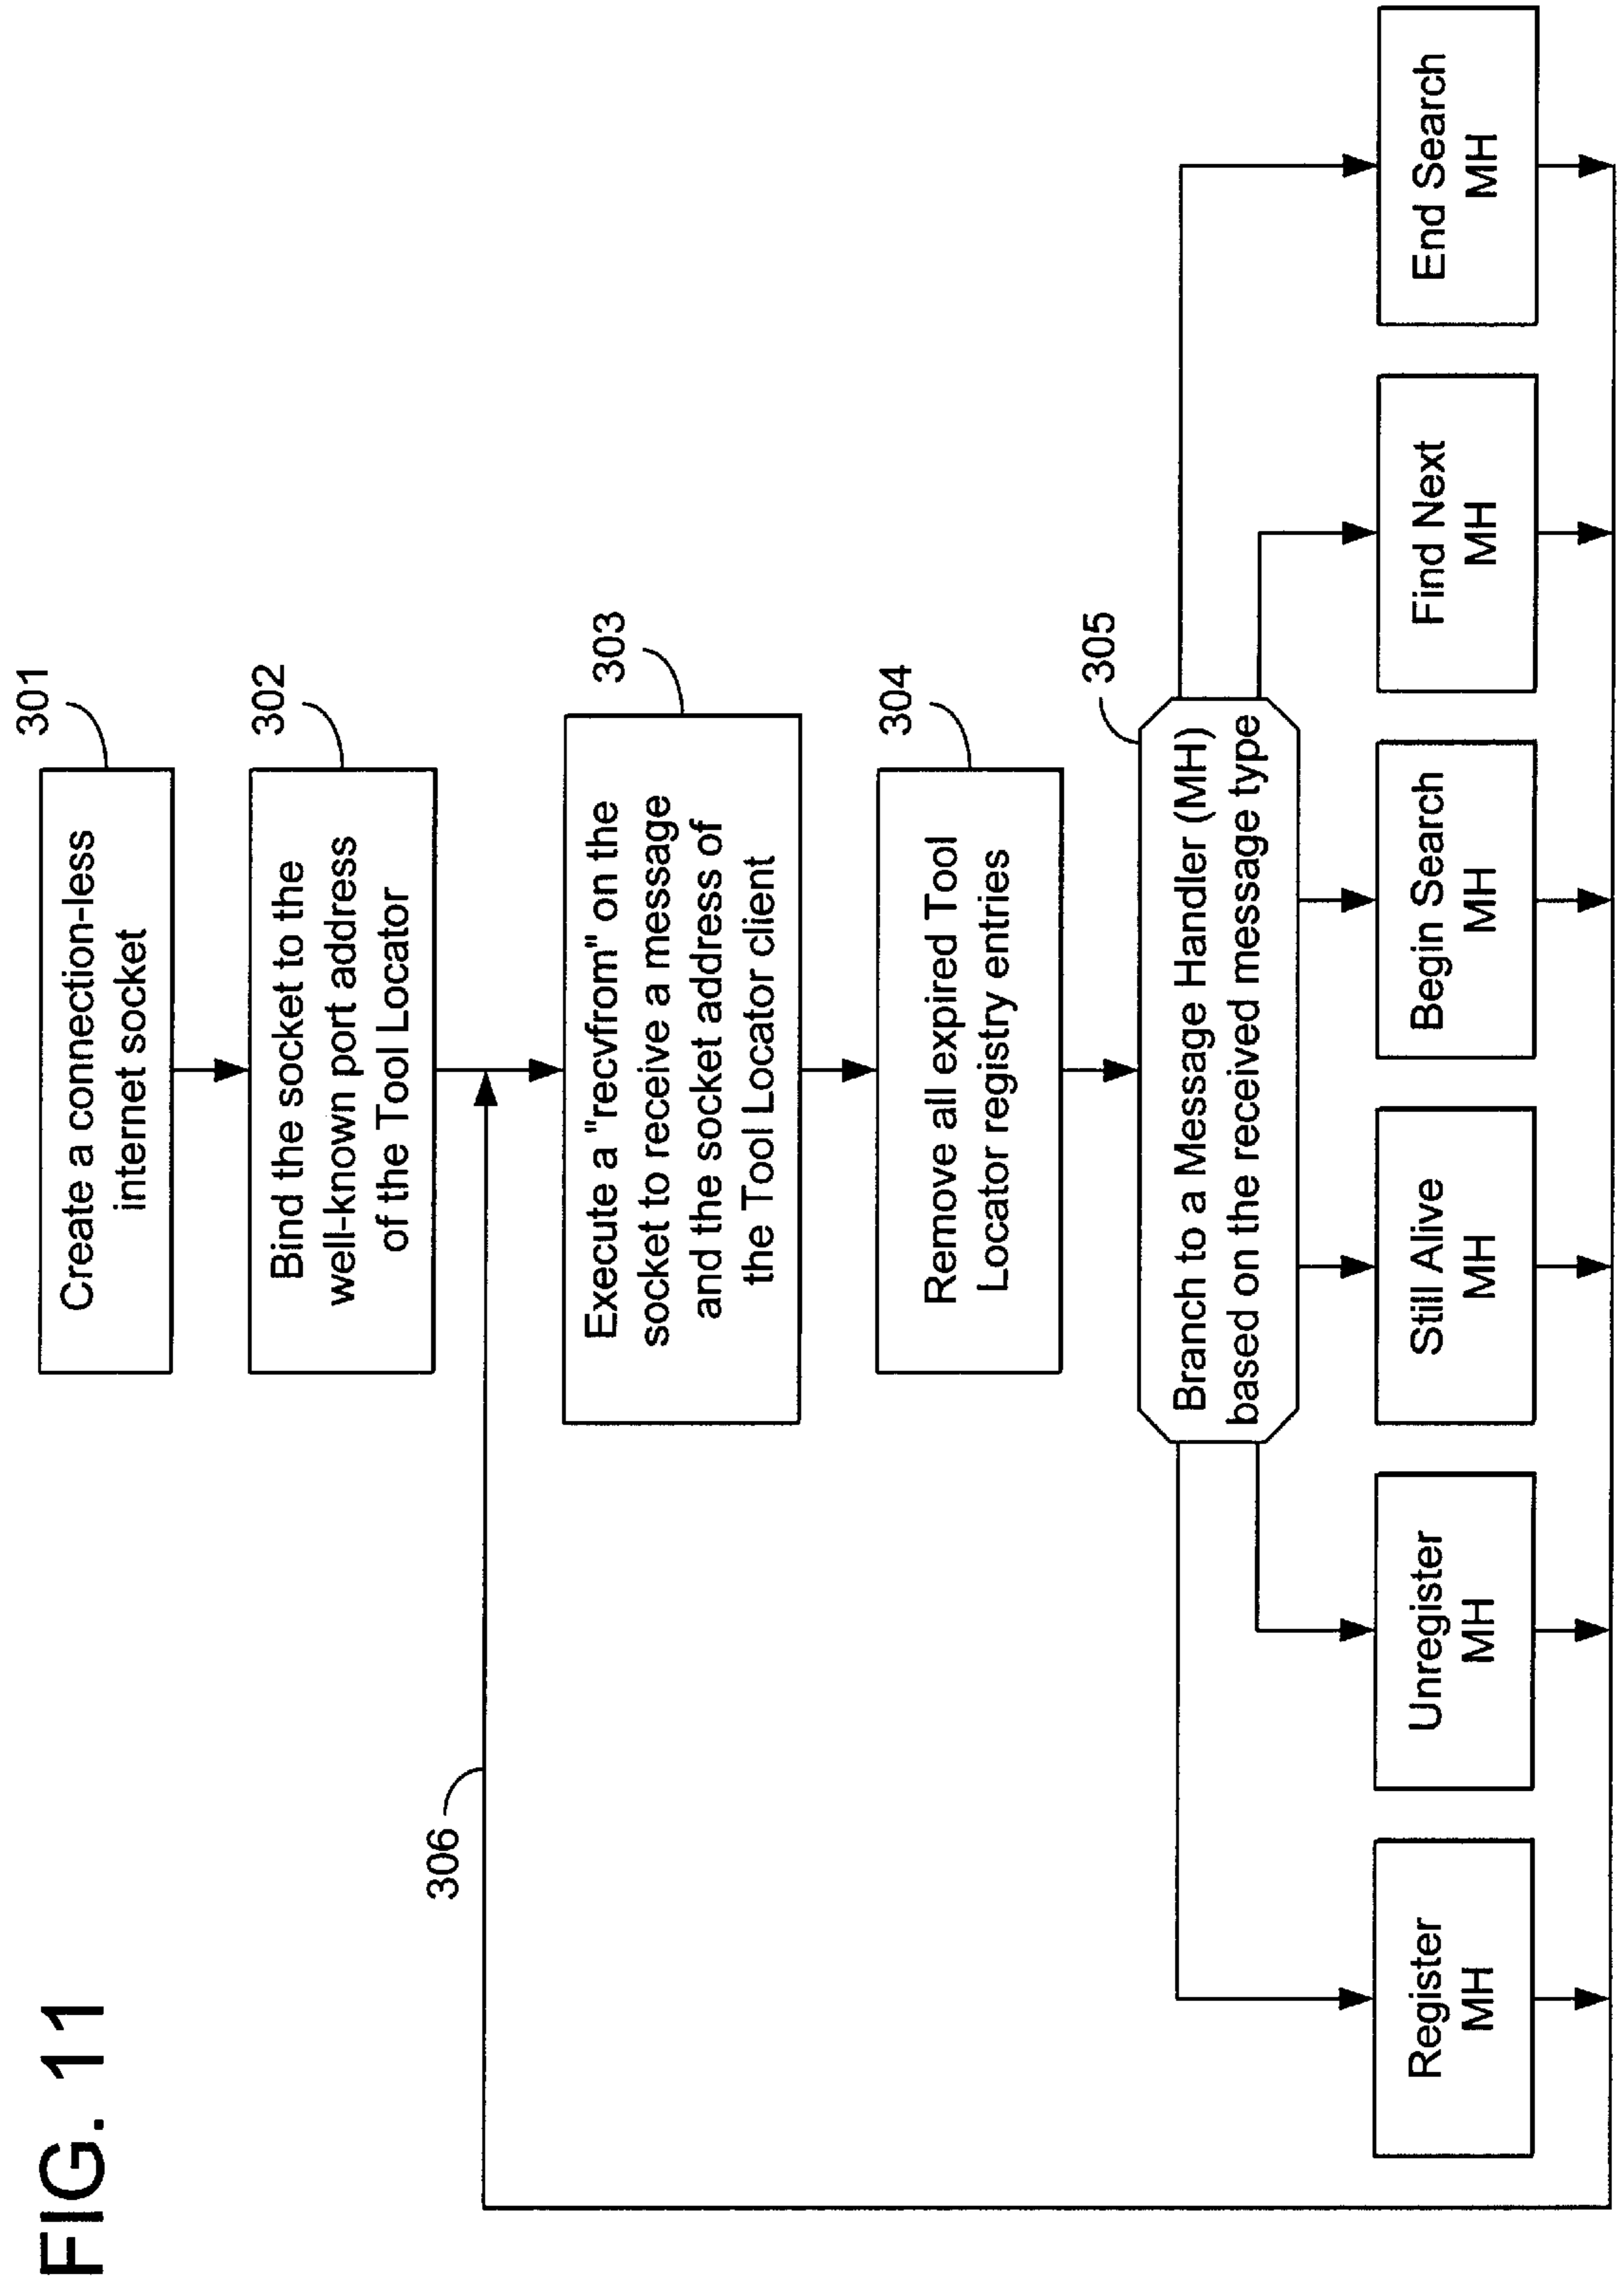 FIG. 11
301
Create a connection-less
internet socket
302
Bind the socket to the
well-known port address
of the Tool Locator
306
303
Execute a "recvfrom" on the
socket to receive a message
and the socket address of
the Tool Locator client
304
Remove all expired Tool
Locator registry entries
305
Branch to a Message Handler (MH)
based on the received message type
Register
MH
Unregister
MH
Still Alive
MH
Begin Search
MH
Find Next
MH
End Search
MH